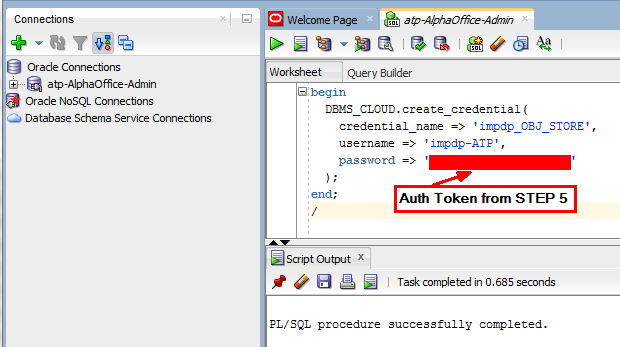 Connections
Oracle Connections
atp-AlphaOffice-Admin
Oracle NoSQL Connections
Database Schema Service Connections
Welcome Page
atp-AlphaOffice-Admin
SQL
Aa
Worksheet
Query Builder
begin
DBMS_CLOUD.create_credential(
credential_name => 'impdp_OBJ_STORE',
username => 'impdp-ATP',
password => ' '
);
end;
/
Auth Token from STEP 5
Script Output
Task completed in 0.685 seconds
PL/SQL procedure successfully completed.